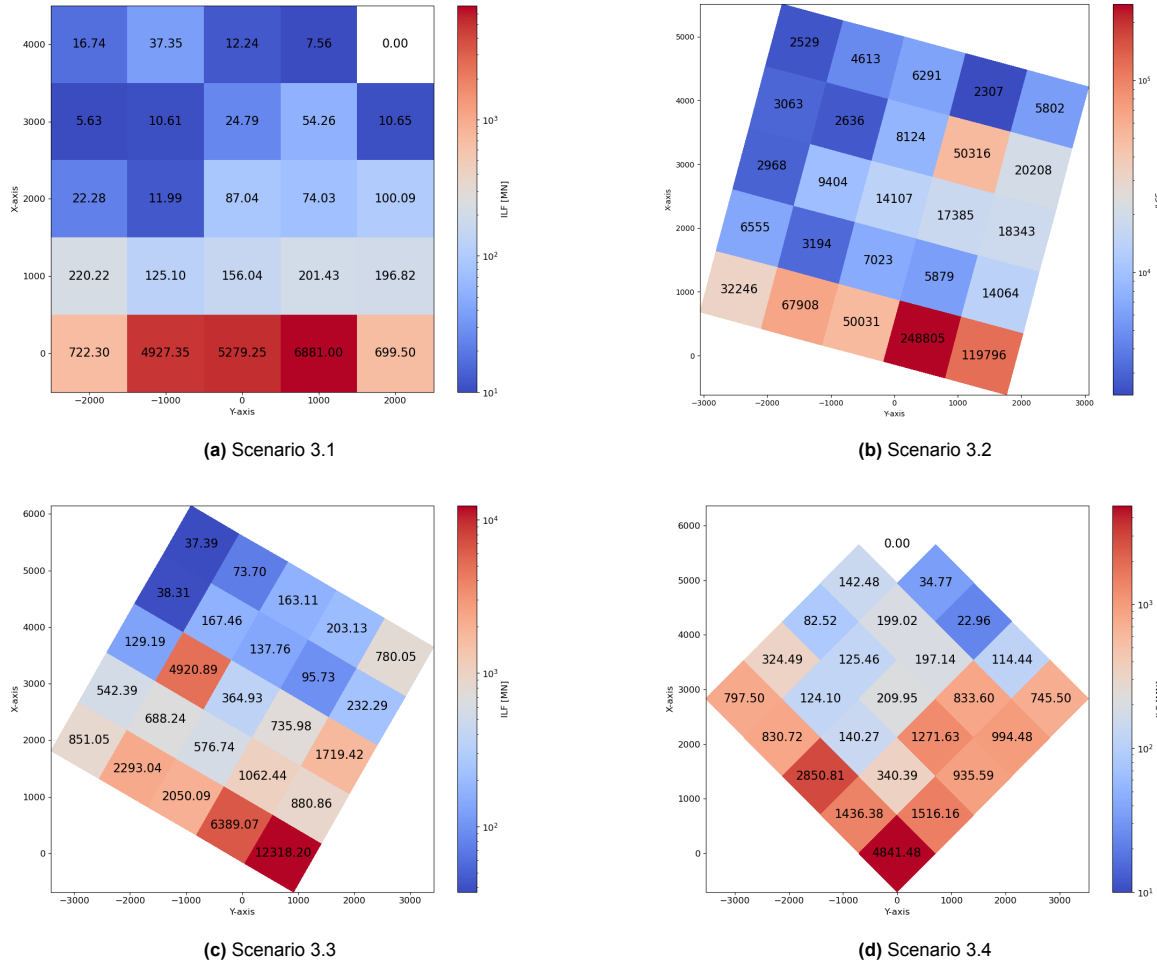 4000
16.74 37.35 12.24 7.56 0.00
3000
5.63 10.61 24.79 54.26 10.65
10³
2000
22.28 11.99 87.04 74.03 100.09
X-axis
ILF [MN]
10²
1000
220.22 125.10 156.04 201.43 196.82
0
722.30 4927.35 5279.25 6881.00 699.50
10¹
−2000 −1000 0 1000 2000
Y-axis
(a) Scenario 3.1
5000
4000
3000
2000
1000
0
X-axis
2529 4613 6291 2307 5802
3063 2636 8124 50316 20208
2968 9404 14107 17385 18343
6555 3194 7023 5879 14064
32246 67908 50031 248805 119796
10⁵
10⁴
−3000 −2000 −1000 0 1000 2000 3000
Y-axis
(b) Scenario 3.2
6000
5000
4000
3000
2000
1000
0
X-axis
37.39 73.70 163.11 203.13 780.05
38.31 167.46 137.76 95.73 232.29
129.19 4920.89 364.93 735.98 1719.42
542.39 688.24 576.74 1062.44 880.86
851.05 2293.04 2050.09 6389.07 12318.20
10⁴
ILF [MN]
10³
10²
−3000 −2000 −1000 0 1000 2000 3000
Y-axis
(c) Scenario 3.3
6000
5000
4000
3000
2000
1000
0
X-axis
0.00
142.48 34.77
82.52 199.02 22.96
324.49 125.46 197.14 114.44
797.50 124.10 209.95 833.60 745.50
830.72 140.27 1271.63 994.48
2850.81 340.39 935.59
1436.38 1516.16
4841.48
10³
10²
10¹
−3000 −2000 −1000 0 1000 2000 3000
Y-axis
(d) Scenario 3.4